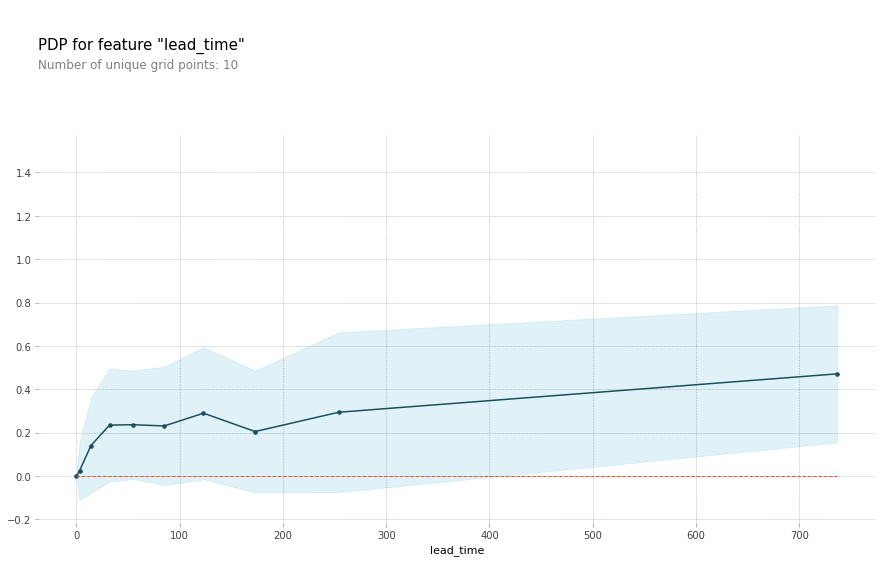 PDP for feature "lead_time"
Number of unique grid points: 10
1.4
1.2
1.0
0.8
0.6
0.4
0.2
0.0
−0.2
0 100 200 300 400 500 600 700
lead_time